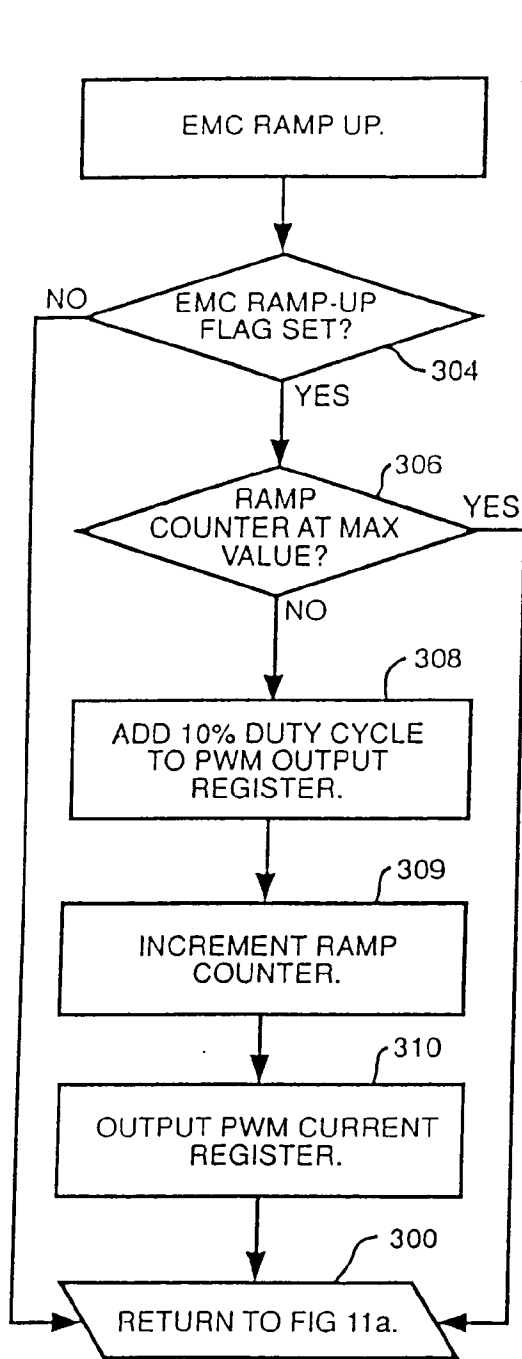 EMC RAMP UP.
NO
EMC RAMP-UP
FLAG SET?
304
YES
306
RAMP
COUNTER AT MAX
VALUE?
YES
NO
308
ADD 10% DUTY CYCLE
TO PWM OUTPUT
REGISTER.
309
INCREMENT RAMP
COUNTER.
310
OUTPUT PWM CURRENT
REGISTER.
300
RETURN TO FIG 11a.